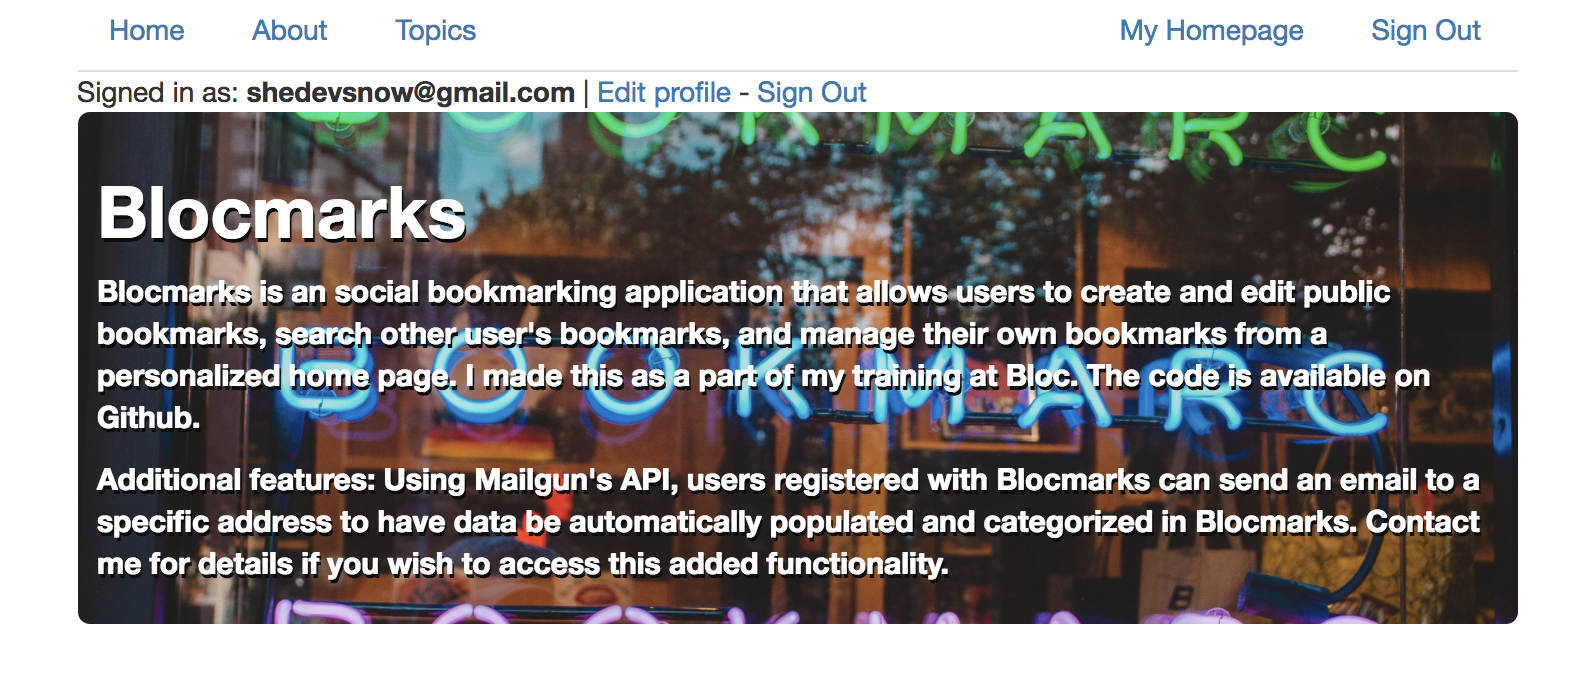 Home About Topics My Homepage Sign Out
Signed in as: shedevsnow@gmail.com | Edit profile - Sign Out
BOOKMARC
Blocmarks
Blocmarks is an social bookmarking application that allows users to create and edit public
bookmarks, search other user's bookmarks, and manage their own bookmarks from a
personalized home page. I made this as a part of my training at Bloc. The code is available on
Github.
BOOKMARC
Additional features: Using Mailgun's API, users registered with Blocmarks can send an email to a
specific address to have data be automatically populated and categorized in Blocmarks. Contact
me for details if you wish to access this added functionality.
B
BOOKMARC